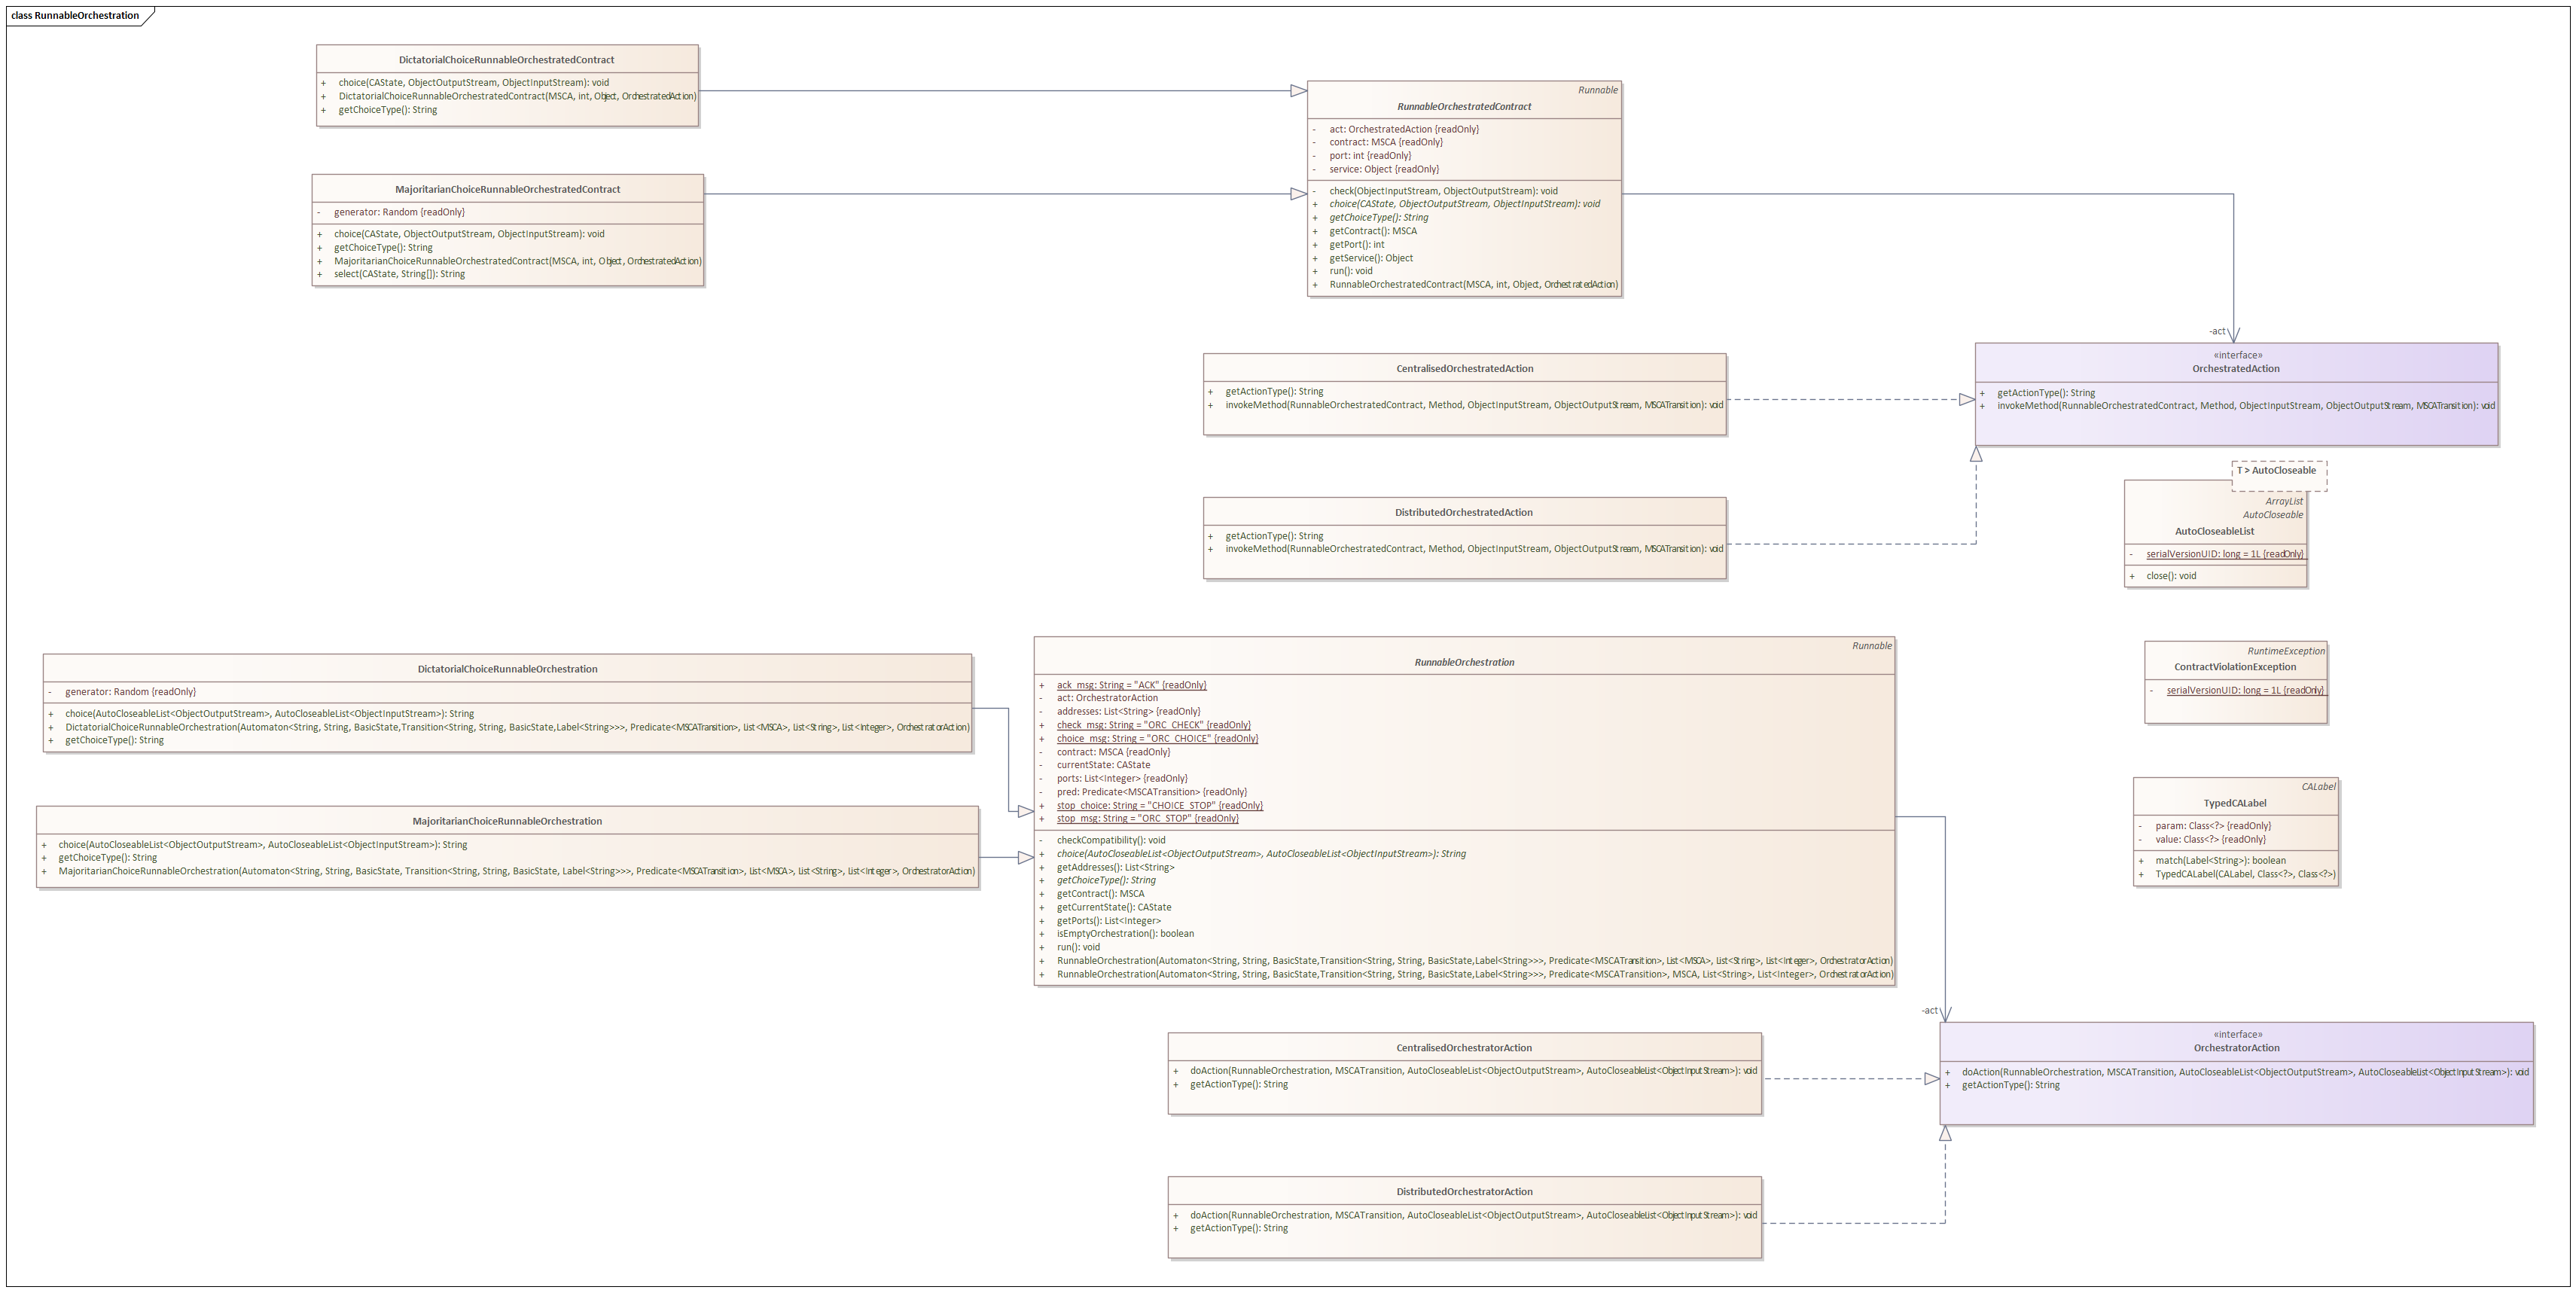 class RunnableOrchestration
DictatorialChoiceRunnableOrchestratedContract
+ choice(CAState, ObjectOutputStream, ObjectInputStream): void
+ DictatorialChoiceRunnableOrchestratedContract(MSCA, int, Object, OrchestratedAction)
+ getChoiceType(): String
MajoritarianChoiceRunnableOrchestratedContract
- generator: Random {readOnly}
+ choice(CAState, ObjectOutputStream, ObjectInputStream): void
+ getChoiceType(): String
+ MajoritarianChoiceRunnableOrchestratedContract(MSCA, int, Object, OrchestratedAction)
+ select(CAState, String[]): String
Runnable
RunnableOrchestratedContract
- act: OrchestratedAction {readOnly}
- contract: MSCA {readOnly}
- port: int {readOnly}
- service: Object {readOnly}
- check(ObjectInputStream, ObjectOutputStream): void
+ choice(CAState, ObjectOutputStream, ObjectInputStream): void
+ getChoiceType(): String
+ getContract(): MSCA
+ getPort(): int
+ getService(): Object
+ run(): void
+ RunnableOrchestratedContract(MSCA, int, Object, OrchestratedAction)
-act
CentralisedOrchestratedAction
+ getActionType(): String
+ invokeMethod(RunnableOrchestratedContract, Method, ObjectInputStream, ObjectOutputStream, MSCATransition): void
«interface»
OrchestratedAction
+ getActionType(): String
+ invokeMethod(RunnableOrchestratedContract, Method, ObjectInputStream, ObjectOutputStream, MSCATransition): void
DistributedOrchestratedAction
+ getActionType(): String
+ invokeMethod(RunnableOrchestratedContract, Method, ObjectInputStream, ObjectOutputStream, MSCATransition): void
T > AutoCloseable
ArrayList
AutoCloseable
AutoCloseableList
- serialVersionUID: long = 1L {readOnly}
+ close(): void
DictatorialChoiceRunnableOrchestration
- generator: Random {readOnly}
+ choice(AutoCloseableList<ObjectOutputStream>, AutoCloseableList<ObjectInputStream>): String
+ DictatorialChoiceRunnableOrchestration(Automaton<String, String, BasicState,Transition<String, String, BasicState,Label<String>>>, Predicate<MSCATransition>, List<MSCA>, List<String>, List<Integer>, OrchestratorAction)
+ getChoiceType(): String
MajoritarianChoiceRunnableOrchestration
+ choice(AutoCloseableList<ObjectOutputStream>, AutoCloseableList<ObjectInputStream>): String
+ getChoiceType(): String
+ MajoritarianChoiceRunnableOrchestration(Automaton<String, String, BasicState, Transition<String, String, BasicState, Label<String>>>, Predicate<MSCATransition>, List<MSCA>, List<String>, List<Integer>, OrchestratorAction)
Runnable
RunnableOrchestration
+ ack_msg: String = "ACK" {readOnly}
- act: OrchestratorAction
- addresses: List<String> {readOnly}
+ check_msg: String = "ORC_CHECK" {readOnly}
+ choice_msg: String = "ORC_CHOICE" {readOnly}
- contract: MSCA {readOnly}
- currentState: CAState
- ports: List<Integer> {readOnly}
- pred: Predicate<MSCATransition> {readOnly}
+ stop_choice: String = "CHOICE_STOP" {readOnly}
+ stop_msg: String = "ORC_STOP" {readOnly}
- checkCompatibility(): void
+ choice(AutoCloseableList<ObjectOutputStream>, AutoCloseableList<ObjectInputStream>): String
+ getAddresses(): List<String>
+ getChoiceType(): String
+ getContract(): MSCA
+ getCurrentState(): CAState
+ getPorts(): List<Integer>
+ isEmptyOrchestration(): boolean
+ run(): void
+ RunnableOrchestration(Automaton<String, String, BasicState,Transition<String, String, BasicState,Label<String>>>, Predicate<MSCATransition>, List<MSCA>, List<String>, List<Integer>, OrchestratorAction)
+ RunnableOrchestration(Automaton<String, String, BasicState,Transition<String, String, BasicState,Label<String>>>, Predicate<MSCATransition>, MSCA, List<String>, List<Integer>, OrchestratorAction)
RuntimeException
ContractViolationException
- serialVersionUID: long = 1L {readOnly}
CALabel
TypedCALabel
- param: Class<?> {readOnly}
- value: Class<?> {readOnly}
+ match(Label<String>): boolean
+ TypedCALabel(CALabel, Class<?>, Class<?>)
-act
CentralisedOrchestratorAction
+ doAction(RunnableOrchestration, MSCATransition, AutoCloseableList<ObjectOutputStream>, AutoCloseableList<ObjectInputStream>): void
+ getActionType(): String
«interface»
OrchestratorAction
+ doAction(RunnableOrchestration, MSCATransition, AutoCloseableList<ObjectOutputStream>, AutoCloseableList<ObjectInputStream>): void
+ getActionType(): String
DistributedOrchestratorAction
+ doAction(RunnableOrchestration, MSCATransition, AutoCloseableList<ObjectOutputStream>, AutoCloseableList<ObjectInputStream>): void
+ getActionType(): String